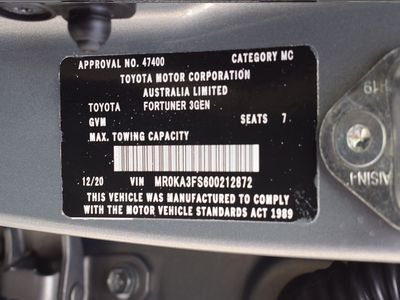 APPROVAL NO. 47400 CATEGORY MC
TOYOTA MOTOR CORPORATION
AUSTRALIA LIMITED
TOYOTA FORTUNER 3GEN
GVM SEATS 7
MAX. TOWING CAPACITY
12/20 VIN MR0KA3FS600212872
THIS VEHICLE WAS MANUFACTURED TO COMPLY
WITH THE MOTOR VEHICLE STANDARDS ACT 1989
H19
AISIN